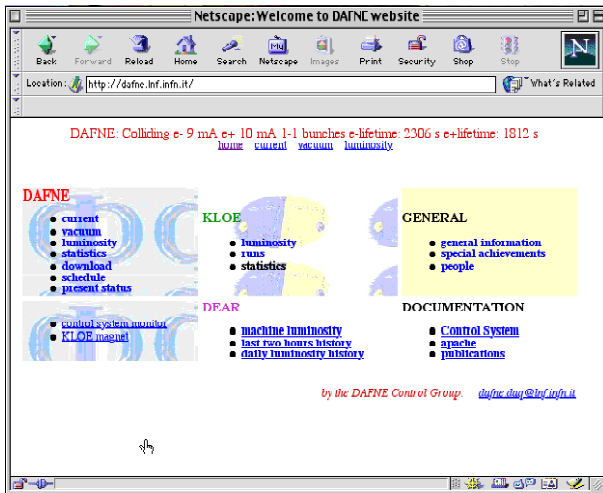 Netscape: Welcome to DAFNE website
Back Forward Reload Home Search Netscape Images Print Security Shop Stop
N
Location: http://dafne.lnf.infn.it/ What's Related
DAFNE: Colliding e- 9 mA e+ 10 mA 1-1 bunches e-lifetime: 2306 s e+lifetime: 1812 s
home current vacuum luminosity
DAFNE
current
vacuum
luminosity
statistics
download
schedule
present status
control system monitor
KLOE magnet
KLOE
luminosity
runs
statistics
DEAR
machine luminosity
last two hours history
daily luminosity history
GENERAL
general information
special achievements
people
DOCUMENTATION
Control System
apache
publications
by the DAFNE Control Group. dafne.daq@lnf.infn.it